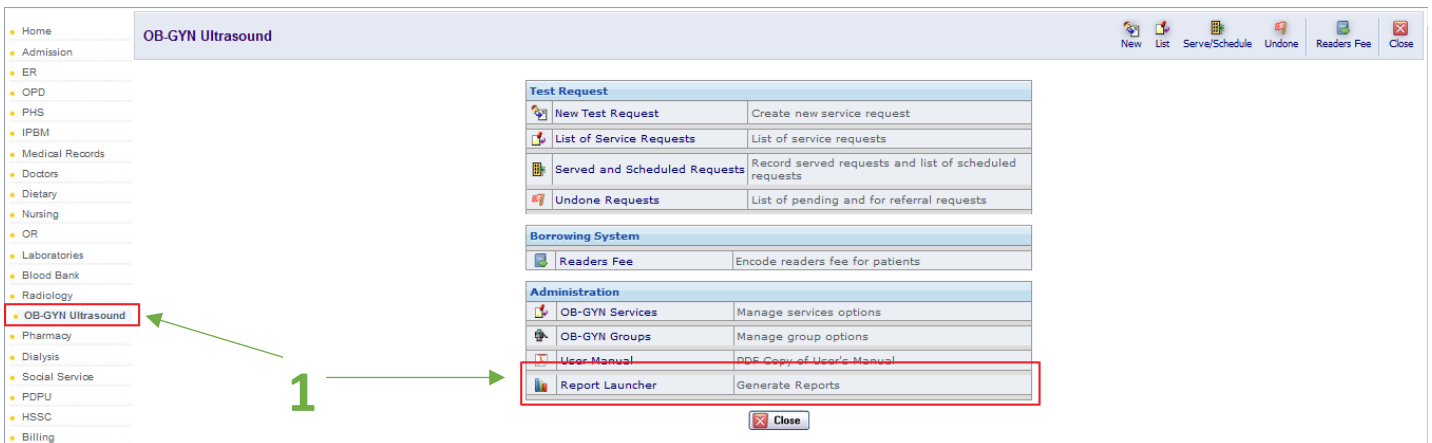 Home
Admission
ER
OPD
PHS
IPBM
Medical Records
Doctors
Dietary
Nursing
OR
Laboratories
Blood Bank
Radiology
OB-GYN Ultrasound
Pharmacy
Dialysis
Social Service
PDPU
HSSC
Billing
OB-GYN Ultrasound
New List Serve/Schedule Undone Readers Fee Close
Test Request
New Test Request Create new service request
List of Service Requests List of service requests
Served and Scheduled Requests Record served requests and list of scheduled
requests
Undone Requests List of pending and for referral requests
Borrowing System
Readers Fee Encode readers fee for patients
Administration
OB-GYN Services Manage services options
OB-GYN Groups Manage group options
User Manual PDF Copy of User's Manual
Report Launcher Generate Reports
Close
1